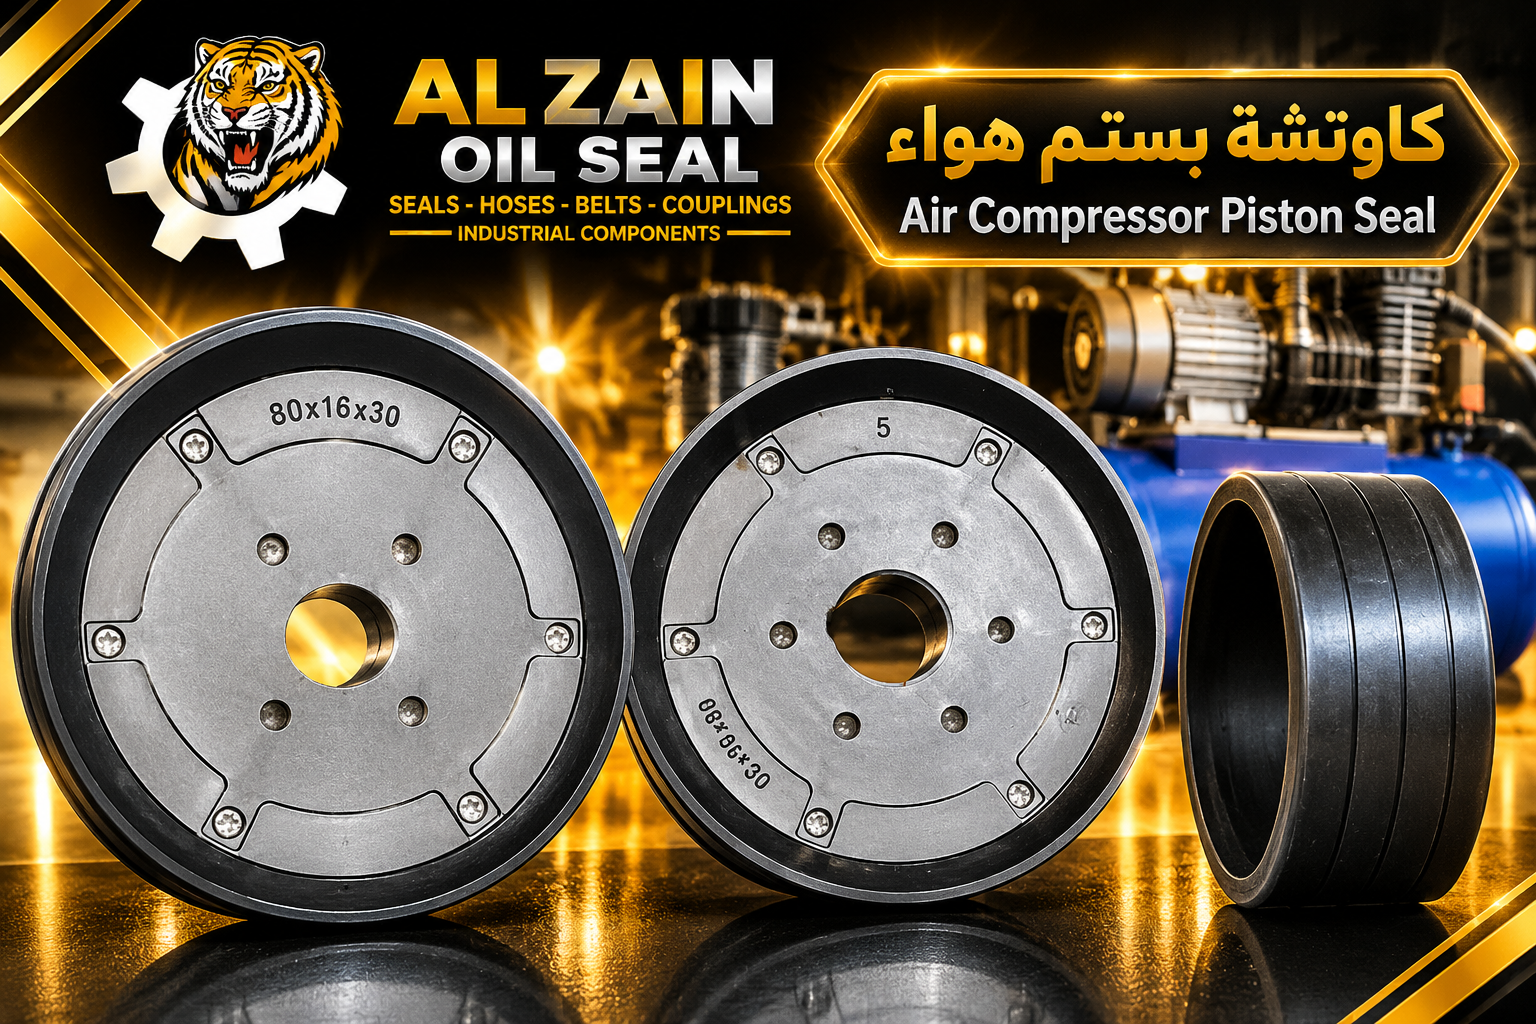 AL ZAIN
OIL SEAL
SEALS - HOSES - BELTS - COUPLINGS
INDUSTRIAL COMPONENTS
كاوتشة بستم هواء
Air Compressor Piston Seal
80x16x30
5